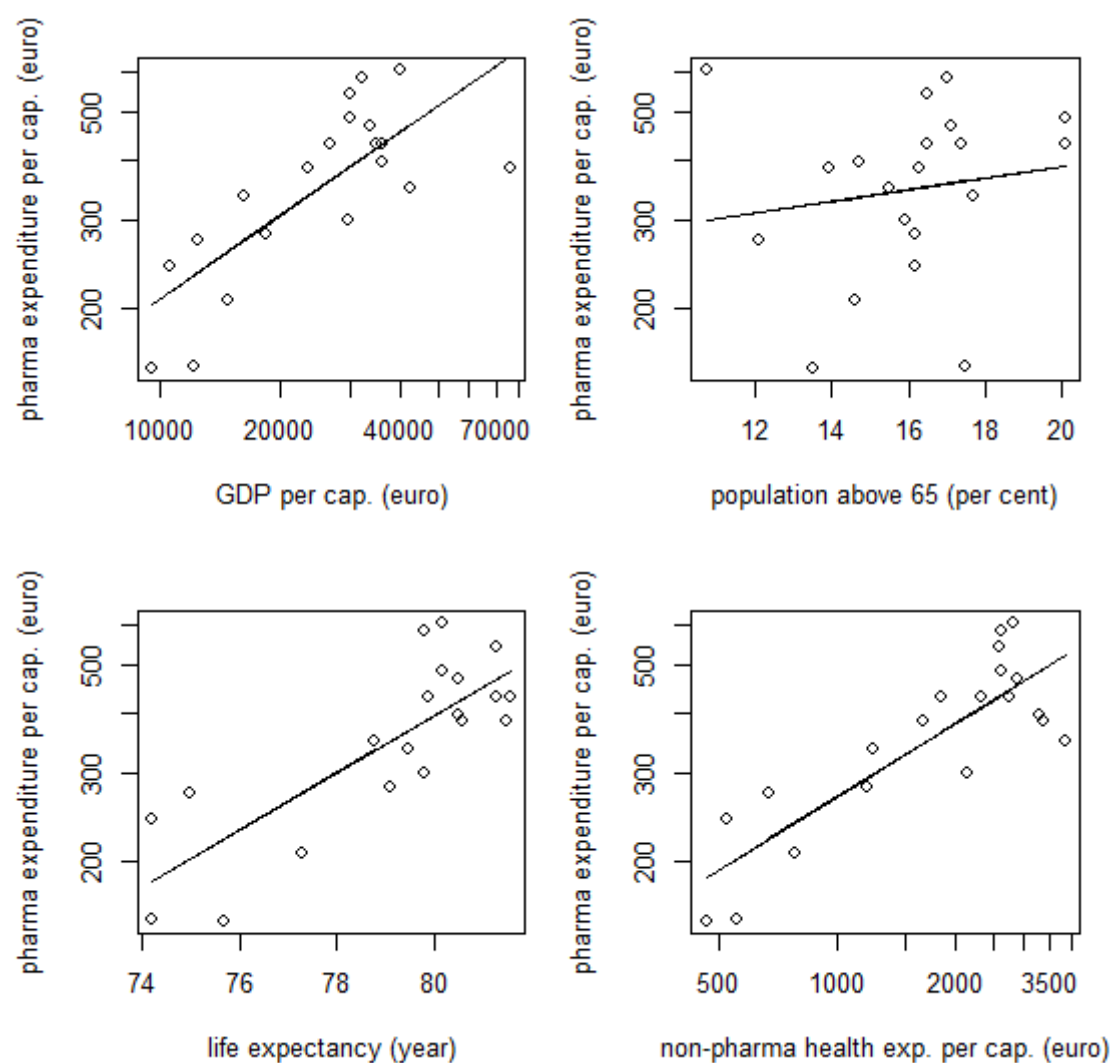 pharma expenditure per cap. (euro)
500
300
200
10000 20000 40000 70000
GDP per cap. (euro)
pharma expenditure per cap. (euro)
500
300
200
12 14 16 18 20
population above 65 (per cent)
pharma expenditure per cap. (euro)
500
300
200
74 76 78 80
life expectancy (year)
pharma expenditure per cap. (euro)
500
300
200
500 1000 2000 3500
non-pharma health exp. per cap. (euro)